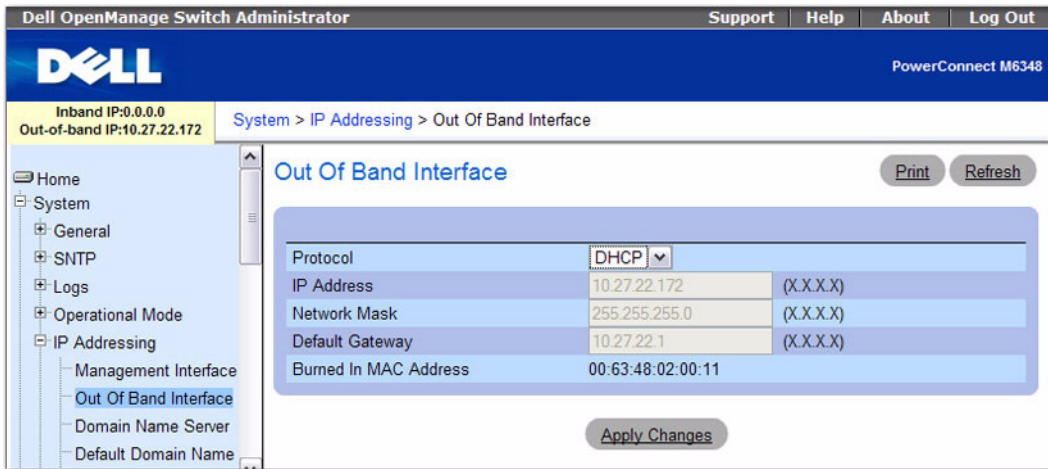 Dell OpenManage Switch Administrator Support Help About Log Out
DELL
PowerConnect M6348
Inband IP:0.0.0.0
Out-of-band IP:10.27.22.172
System > IP Addressing > Out Of Band Interface
Home
System
General
SNTP
Logs
Operational Mode
IP Addressing
Management Interface
Out Of Band Interface
Domain Name Server
Default Domain Name
Out Of Band Interface
Print Refresh
Protocol DHCP
IP Address 10.27.22.172 (X.X.X.X)
Network Mask 255.255.255.0 (X.X.X.X)
Default Gateway 10.27.22.1 (X.X.X.X)
Burned In MAC Address 00:63:48:02:00:11
Apply Changes